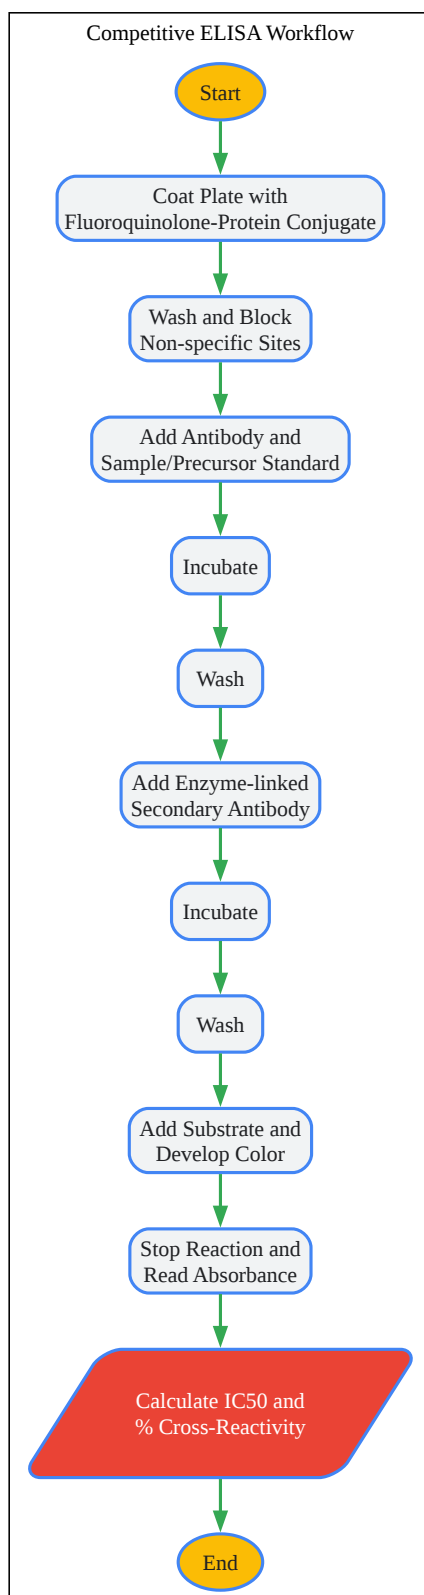 Competitive ELISA Workflow
Start
Coat Plate with
Fluoroquinolone-Protein Conjugate
Wash and Block
Non-specific Sites
Add Antibody and
Sample/Precursor Standard
Incubate
Wash
Add Enzyme-linked
Secondary Antibody
Incubate
Wash
Add Substrate and
Develop Color
Stop Reaction and
Read Absorbance
Calculate IC50 and
% Cross-Reactivity
End